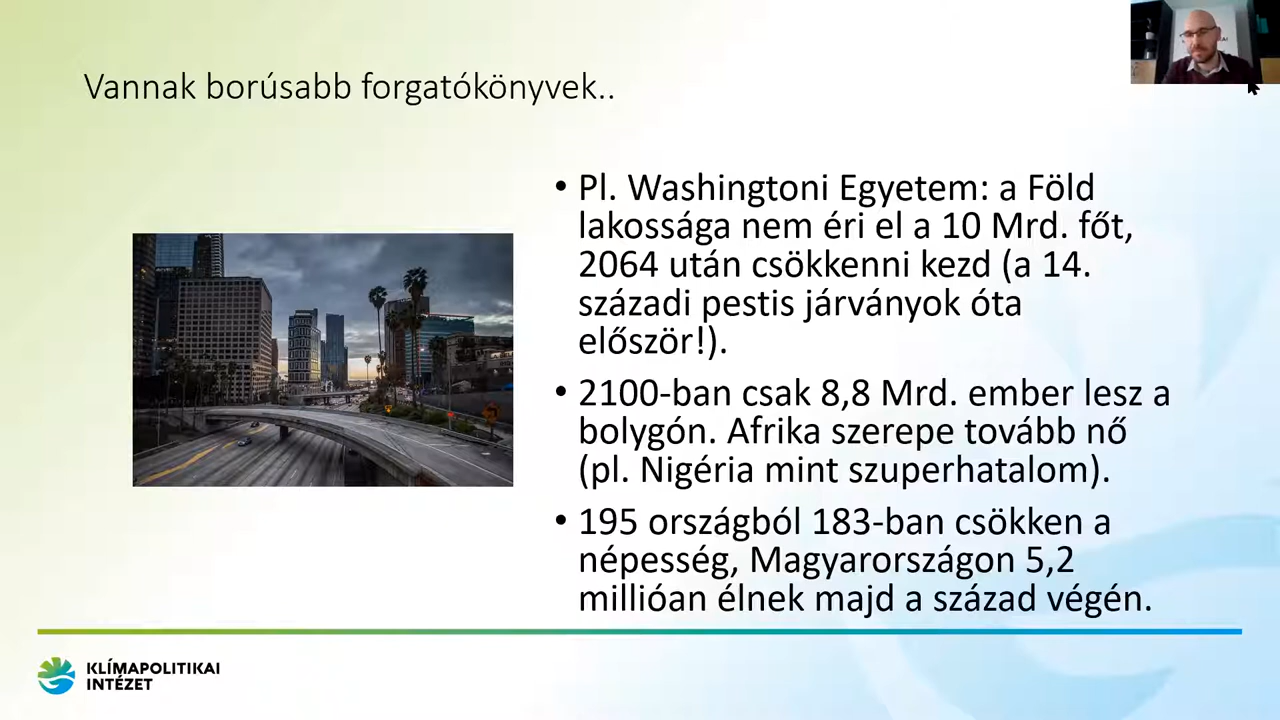 Vannak borúsabb forgatókönyvek..
• Pl. Washingtoni Egyetem: a Föld
lakossága nem éri el a 10 Mrd. főt,
2064 után csökkenni kezd (a 14.
századi pestis járványok óta
először!).
• 2100-ban csak 8,8 Mrd. ember lesz a
bolygón. Afrika szerepe tovább nő
(pl. Nigéria mint szuperhatalom).
• 195 országból 183-ban csökken a
népesség, Magyarországon 5,2
millióan élnek majd a század végén.
KLÍMAPOLITIKAI
INTÉZET